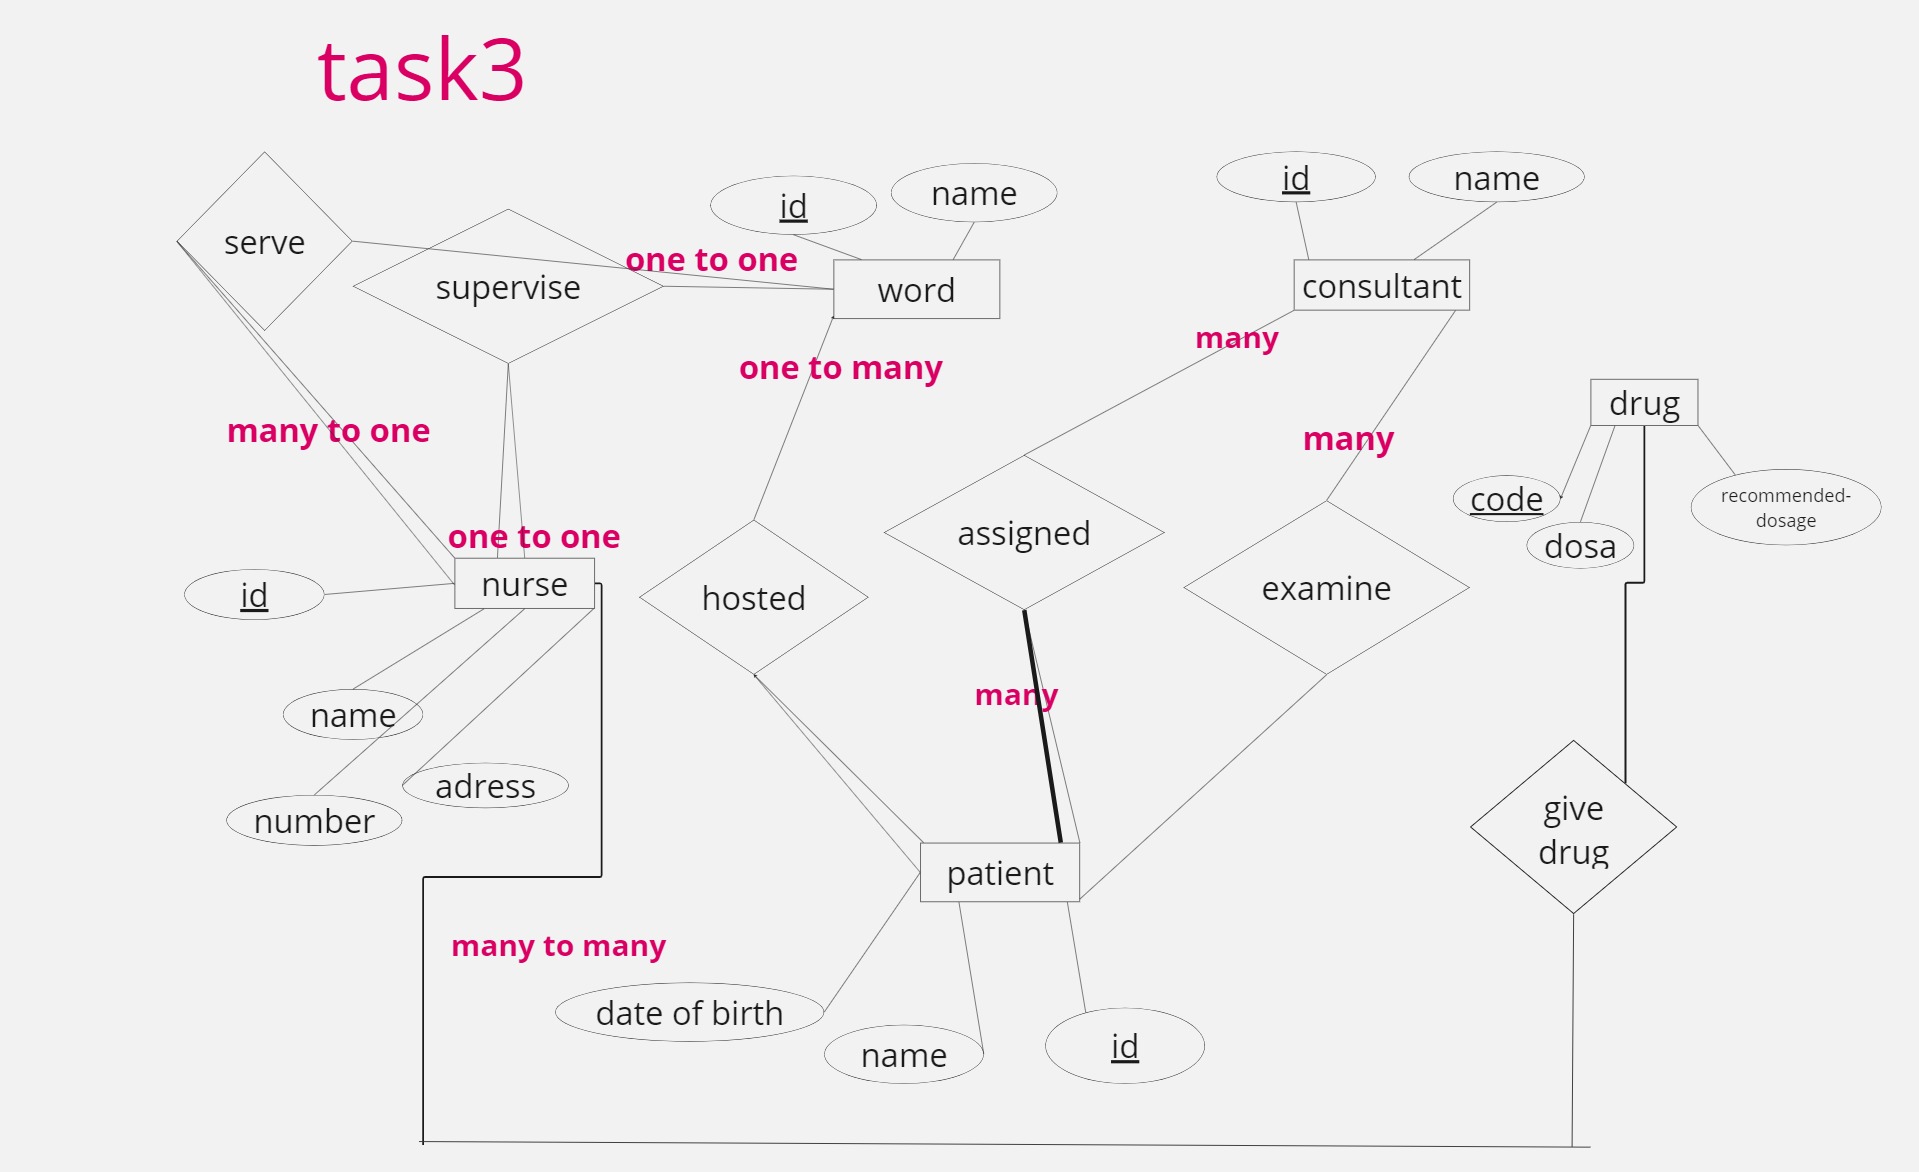 task3
id
name
id
name
serve
supervise
one to one
word
consultant
many
one to many
drug
many to one
many
code
recommended-
dosage
dosa
one to one
assigned
nurse
hosted
examine
id
many
name
adress
number
give
drug
patient
many to many
date of birth
name
id